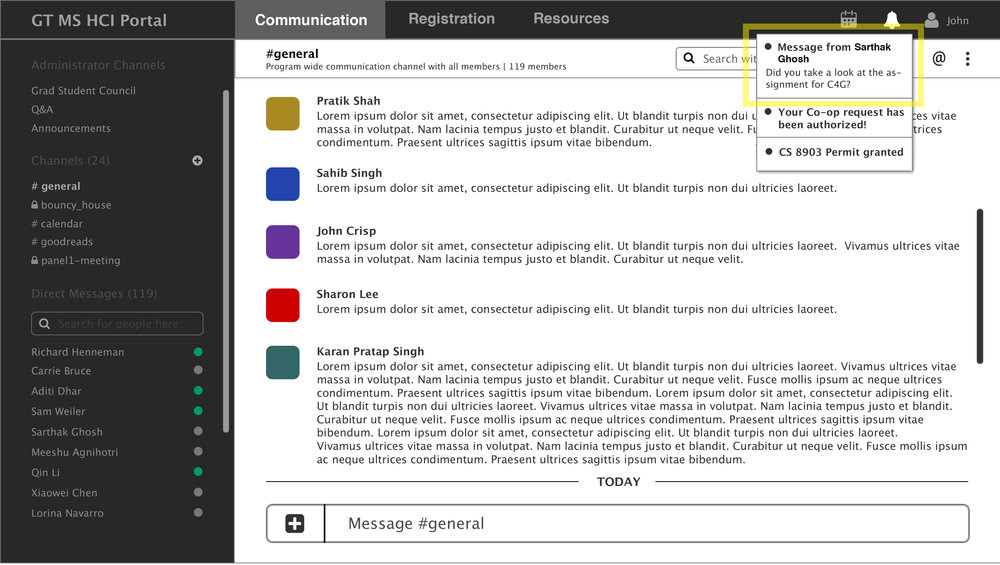 GT MS HCI Portal
Communication
Registration
Resources
John
Administrator Channels
Grad Student Council
Q&A
Announcements
Channels (24)
# general
bouncy_house
# calendar
# goodreads
panel1-meeting
Direct Messages (119)
Search for people here
Richard Henneman
Carrie Bruce
Aditi Dhar
Sam Weiler
Sarthak Ghosh
Meeshu Agnihotri
Qin Li
Xiaowei Chen
Lorina Navarro
#general
Program wide communication channel with all members | 119 members
Search wit
@
Message from Sarthak
Ghosh
Did you take a look at the as-
signment for C4G?
Your Co-op request has
been authorized!
CS 8903 Permit granted
Pratik Shah
Lorem ipsum dolor sit amet, consectetur adipiscing elit. Ut blandit turpis non dui
massa in volutpat. Nam lacinia tempus justo et blandit. Curabitur ut neque velit. F ultricies
condimentum. Praesent ultrices sagittis ipsum vitae bibendum.
Sahib Singh
Lorem ipsum dolor sit amet, consectetur adipiscing elit. Ut blandit turpis non dui ultricies laoreet.
John Crisp
Lorem ipsum dolor sit amet, consectetur adipiscing elit. Ut blandit turpis non dui ultricies laoreet.  Vivamus ultrices vitae
massa in volutpat. Nam lacinia tempus justo et blandit. Curabitur ut neque velit.
Sharon Lee
Lorem ipsum dolor sit amet, consectetur adipiscing elit. Ut blandit turpis non dui ultricies laoreet.
Karan Pratap Singh
Lorem ipsum dolor sit amet, consectetur adipiscing elit. Ut blandit turpis non dui ultricies laoreet. Vivamus ultrices vitae
massa in volutpat. Nam lacinia tempus justo et blandit. Curabitur ut neque velit. Fusce mollis ipsum ac neque ultrices
condimentum. Praesent ultrices sagittis ipsum vitae bibendum. Lorem ipsum dolor sit amet, consectetur adipiscing elit.
Ut blandit turpis non dui ultricies laoreet. Vivamus ultrices vitae massa in volutpat. Nam lacinia tempus justo et blandit.
Curabitur ut neque velit. Fusce mollis ipsum ac neque ultrices condimentum. Praesent ultrices sagittis ipsum vitae
bibendum. Lorem ipsum dolor sit amet, consectetur adipiscing elit. Ut blandit turpis non dui ultricies laoreet.
Vivamus ultrices vitae massa in volutpat. Nam lacinia tempus justo et blandit. Curabitur ut neque velit. Fusce mollis ipsum
ac neque ultrices condimentum. Praesent ultrices sagittis ipsum vitae bibendum.
TODAY
Message #general